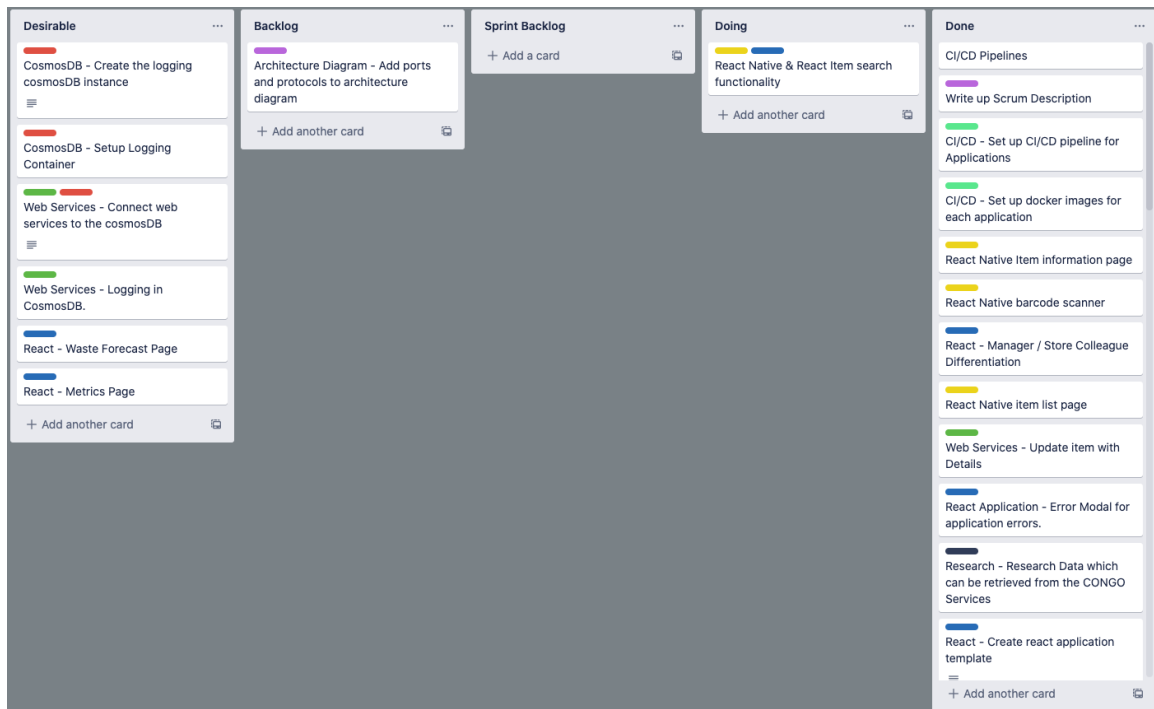 Desirable
CosmosDB - Create the logging
cosmosDB instance
CosmosDB - Setup Logging
Container
Web Services - Connect web
services to the cosmosDB
Web Services - Logging in
CosmosDB.
React - Waste Forecast Page
React - Metrics Page
+ Add another card
Backlog
Architecture Diagram - Add ports
and protocols to architecture
diagram
+ Add another card
Sprint Backlog
+ Add a card
Doing
React Native & React Item search
functionality
+ Add another card
Done
CI/CD Pipelines
Write up Scrum Description
CI/CD - Set up CI/CD pipeline for
Applications
CI/CD - Set up docker images for
each application
React Native Item information page
React Native barcode scanner
React - Manager / Store Colleague
Differentiation
React Native item list page
Web Services - Update item with
Details
React Application - Error Modal for
application errors.
Research - Research Data which
can be retrieved from the CONGO
Services
React - Create react application
template
+ Add another card